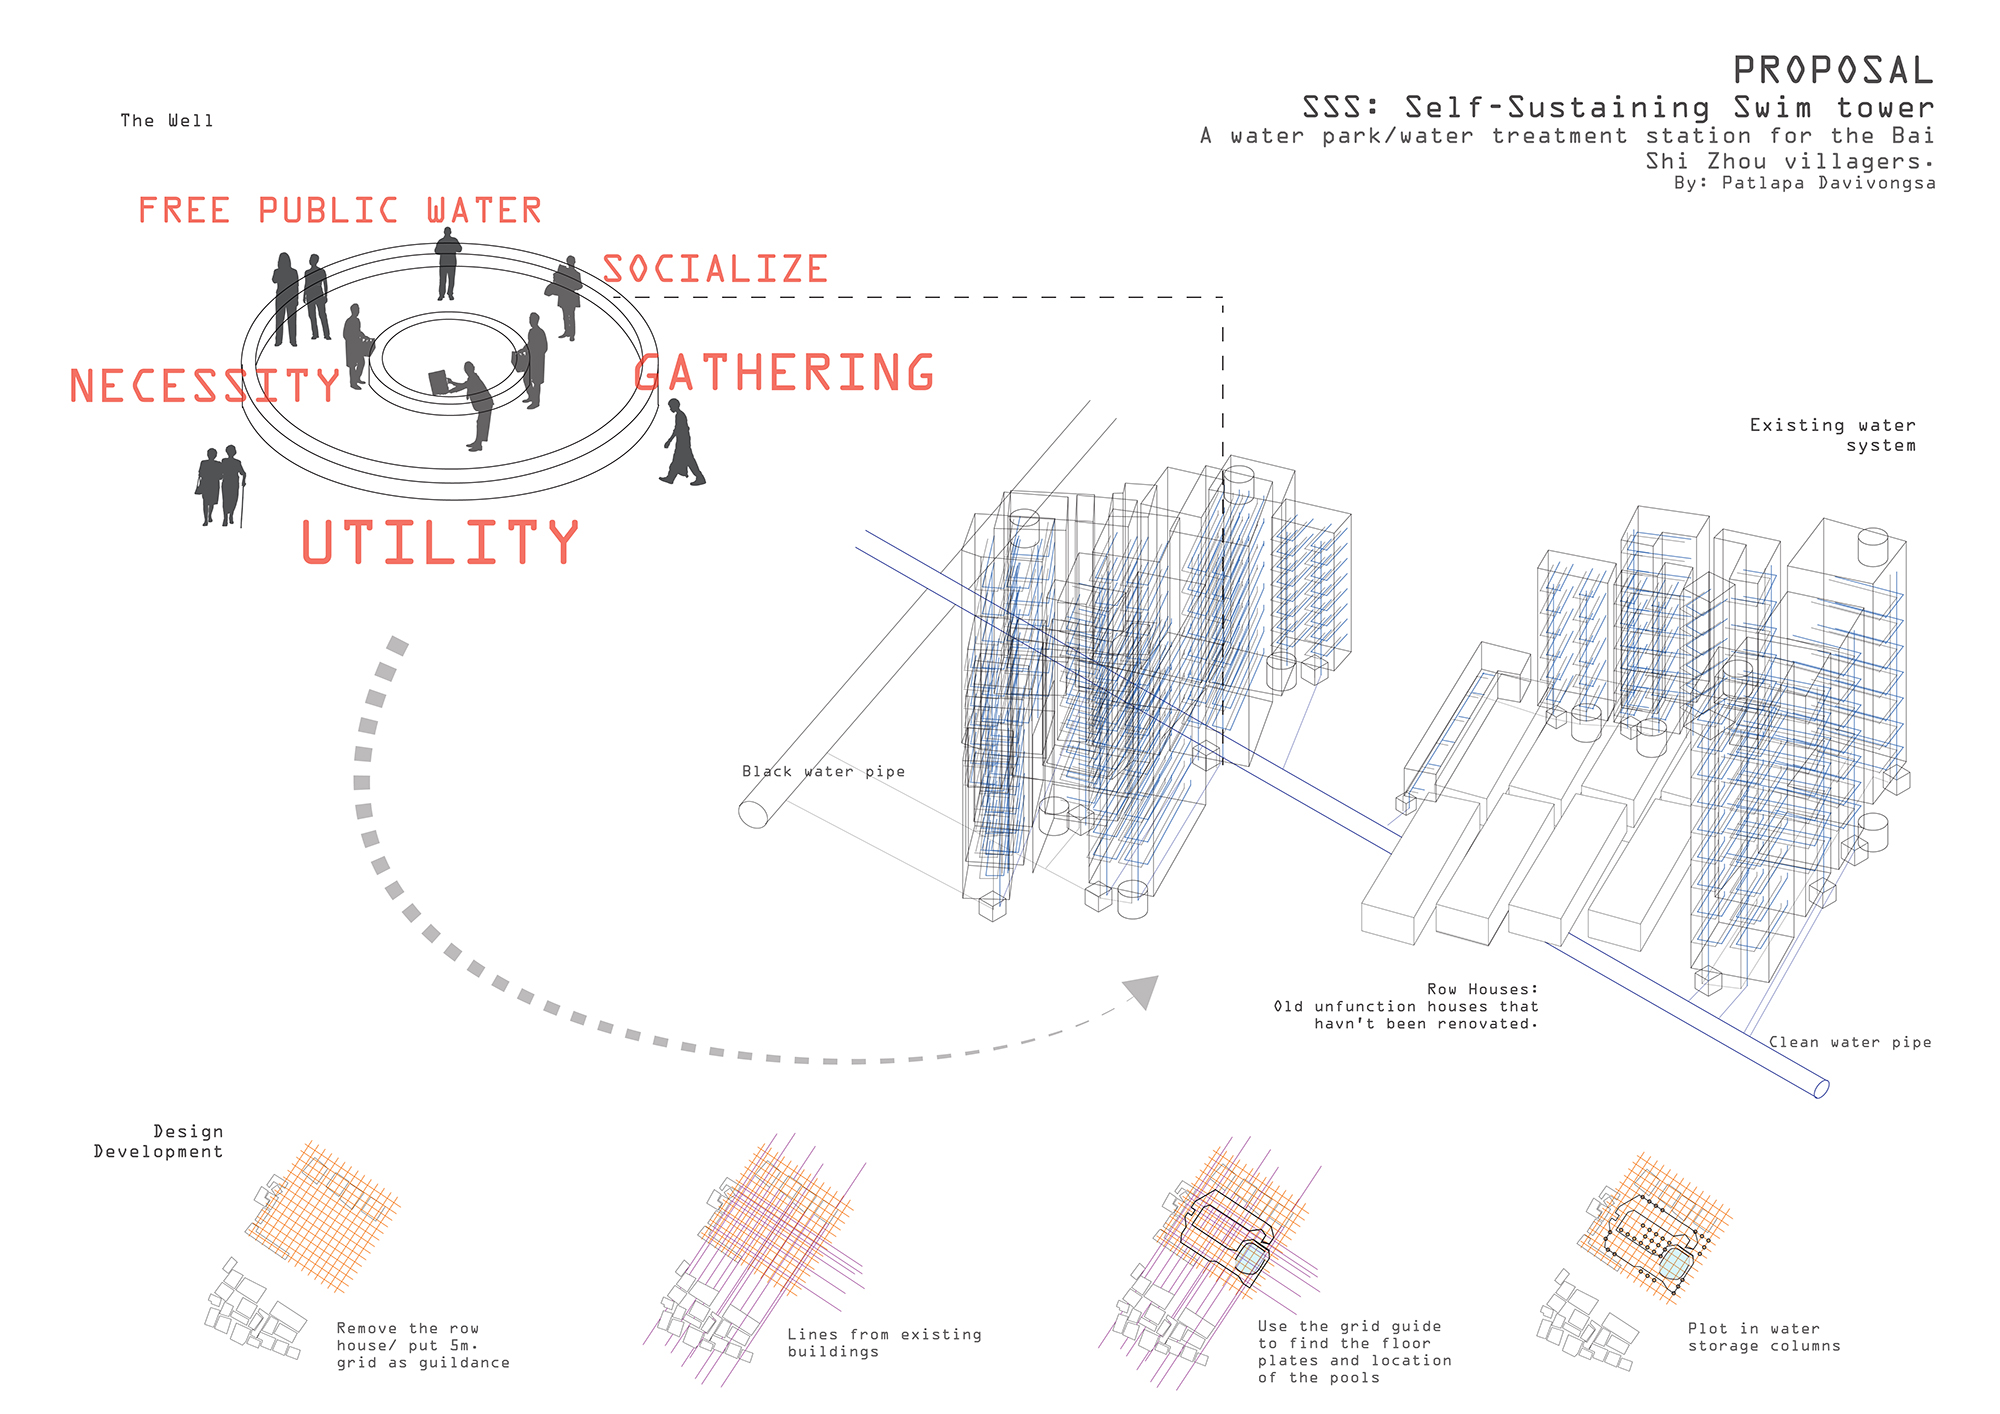 PROPOSAL
SSS: Self-Sustaining Swim tower
A water park/water treatment station for the Bai
Shi Zhou villagers.
By: Patlapa Davivongsa
The Well
FREE PUBLIC WATER
SOCIALIZE
NECESSITY
GATHERING
UTILITY
Existing water
system
Black water pipe
Row Houses:
Old unfunction houses that
havn't been renovated.
Clean water pipe
Design
Development
Remove the row
house/ put 5m.
grid as guildance
Lines from existing
buildings
Use the grid guide
to find the floor
plates and location
of the pools
Plot in water
storage columns